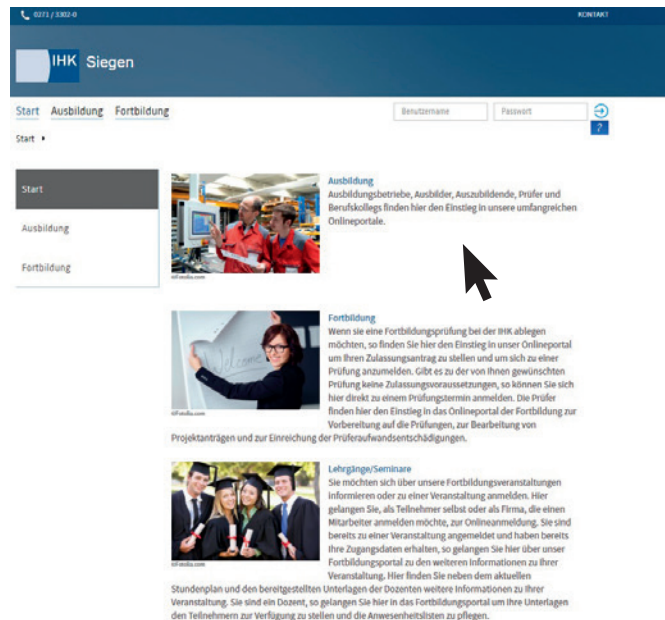 0271 / 3302-0
KONTAKT
IHK Siegen
Start Ausbildung Fortbildung
Benutzername
Passwort
?
Start
Start
Ausbildung
Fortbildung
Ausbildung
Ausbildungsbetriebe, Ausbilder, Auszubildende, Prüfer und
Berufskollegs finden hier den Einstieg in unsere umfangreichen
Onlineportale.
Fortbildung
Wenn sie eine Fortbildungsprüfung bei der IHK ablegen
möchten, so finden Sie hier den Einstieg in unser Onlineportal
um Ihren Zulassungsantrag zu stellen und um sich zu einer
Prüfung anzumelden. Gibt es zu der von Ihnen gewünschten
Prüfung keine Zulassungsvoraussetzungen, so können Sie sich
hier direkt zu einem Prüfungstermin anmelden. Die Prüfer
finden hier den Einstieg in das Onlineportal der Fortbildung zur
Vorbereitung auf die Prüfungen, zur Bearbeitung von
Projektanträgen und zur Einreichung der Prüferaufwandsentschädigungen.
Welcome
Lehrgänge/Seminare
Sie möchten sich über unsere Fortbildungsveranstaltungen
informieren oder zu einer Veranstaltung anmelden. Hier
gelangen Sie, als Teilnehmer selbst oder als Firma, die einen
Mitarbeiter anmelden möchte, zur Onlineanmeldung. Sie sind
bereits zu einer Veranstaltung angemeldet und haben bereits
Ihre Zugangsdaten erhalten, so gelangen Sie hier über unser
Fortbildungsportal zu den weiteren Informationen zu Ihrer
Veranstaltung. Hier finden Sie neben dem aktuellen
Stundenplan und den bereitgestellten Unterlagen der Dozenten weitere Informationen zu Ihrer
Veranstaltung. Sie sind ein Dozent, so gelangen Sie hier in das Fortbildungsportal um Ihre Unterlagen
den Teilnehmern zur Verfügung zu stellen und die Anwesenheitslisten zu pflegen.